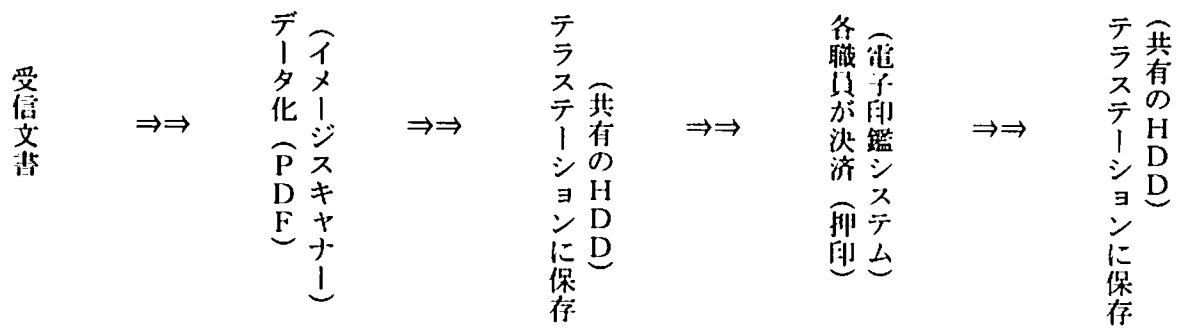 受信文書
⇒⇒
(イメージスキャナー)
データ化(PDF)
⇒⇒
(共有のHDD)
テラステーションに保存
⇒⇒
(電子印鑑システム)
各職員が決済(押印)
⇒⇒
(共有のHDD)
テラステーションに保存